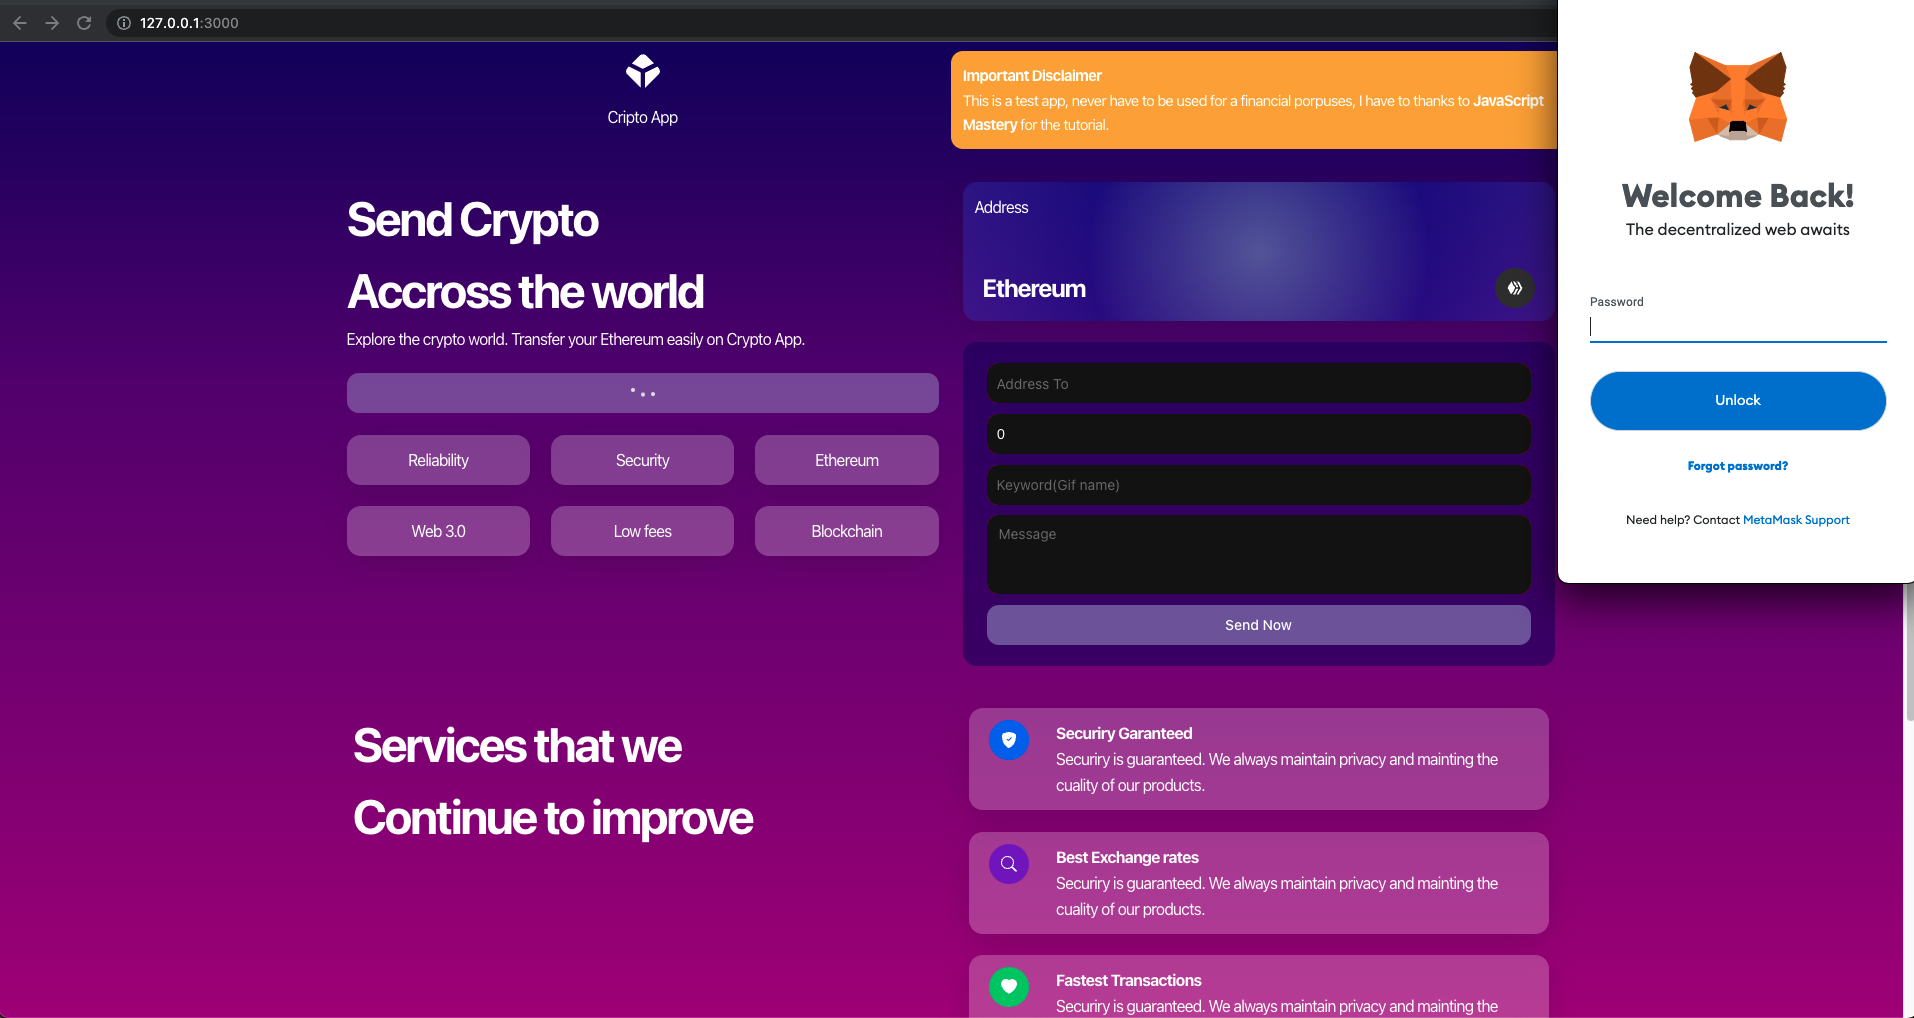 127.0.0.1:3000
Cripto App
Important Disclaimer
This is a test app, never have to be used for a financial porpuses, I have to thanks to JavaScript
Mastery for the tutorial.
Send Crypto
Accross the world
Explore the crypto world. Transfer your Ethereum easily on Crypto App.
Reliability
Security
Ethereum
Web 3.0
Low fees
Blockchain
Address
Ethereum
Address To
0
Keyword(Gif name)
Message
Send Now
Welcome Back!
The decentralized web awaits
Password
Unlock
Forgot password?
Need help? Contact MetaMask Support
Services that we
Continue to improve
Securiry Garanteed
Securiry is guaranteed. We always maintain privacy and mainting the
cuality of our products.
Best Exchange rates
Securiry is guaranteed. We always maintain privacy and mainting the
cuality of our products.
Fastest Transactions
Securiry is guaranteed. We always maintain privacy and mainting the